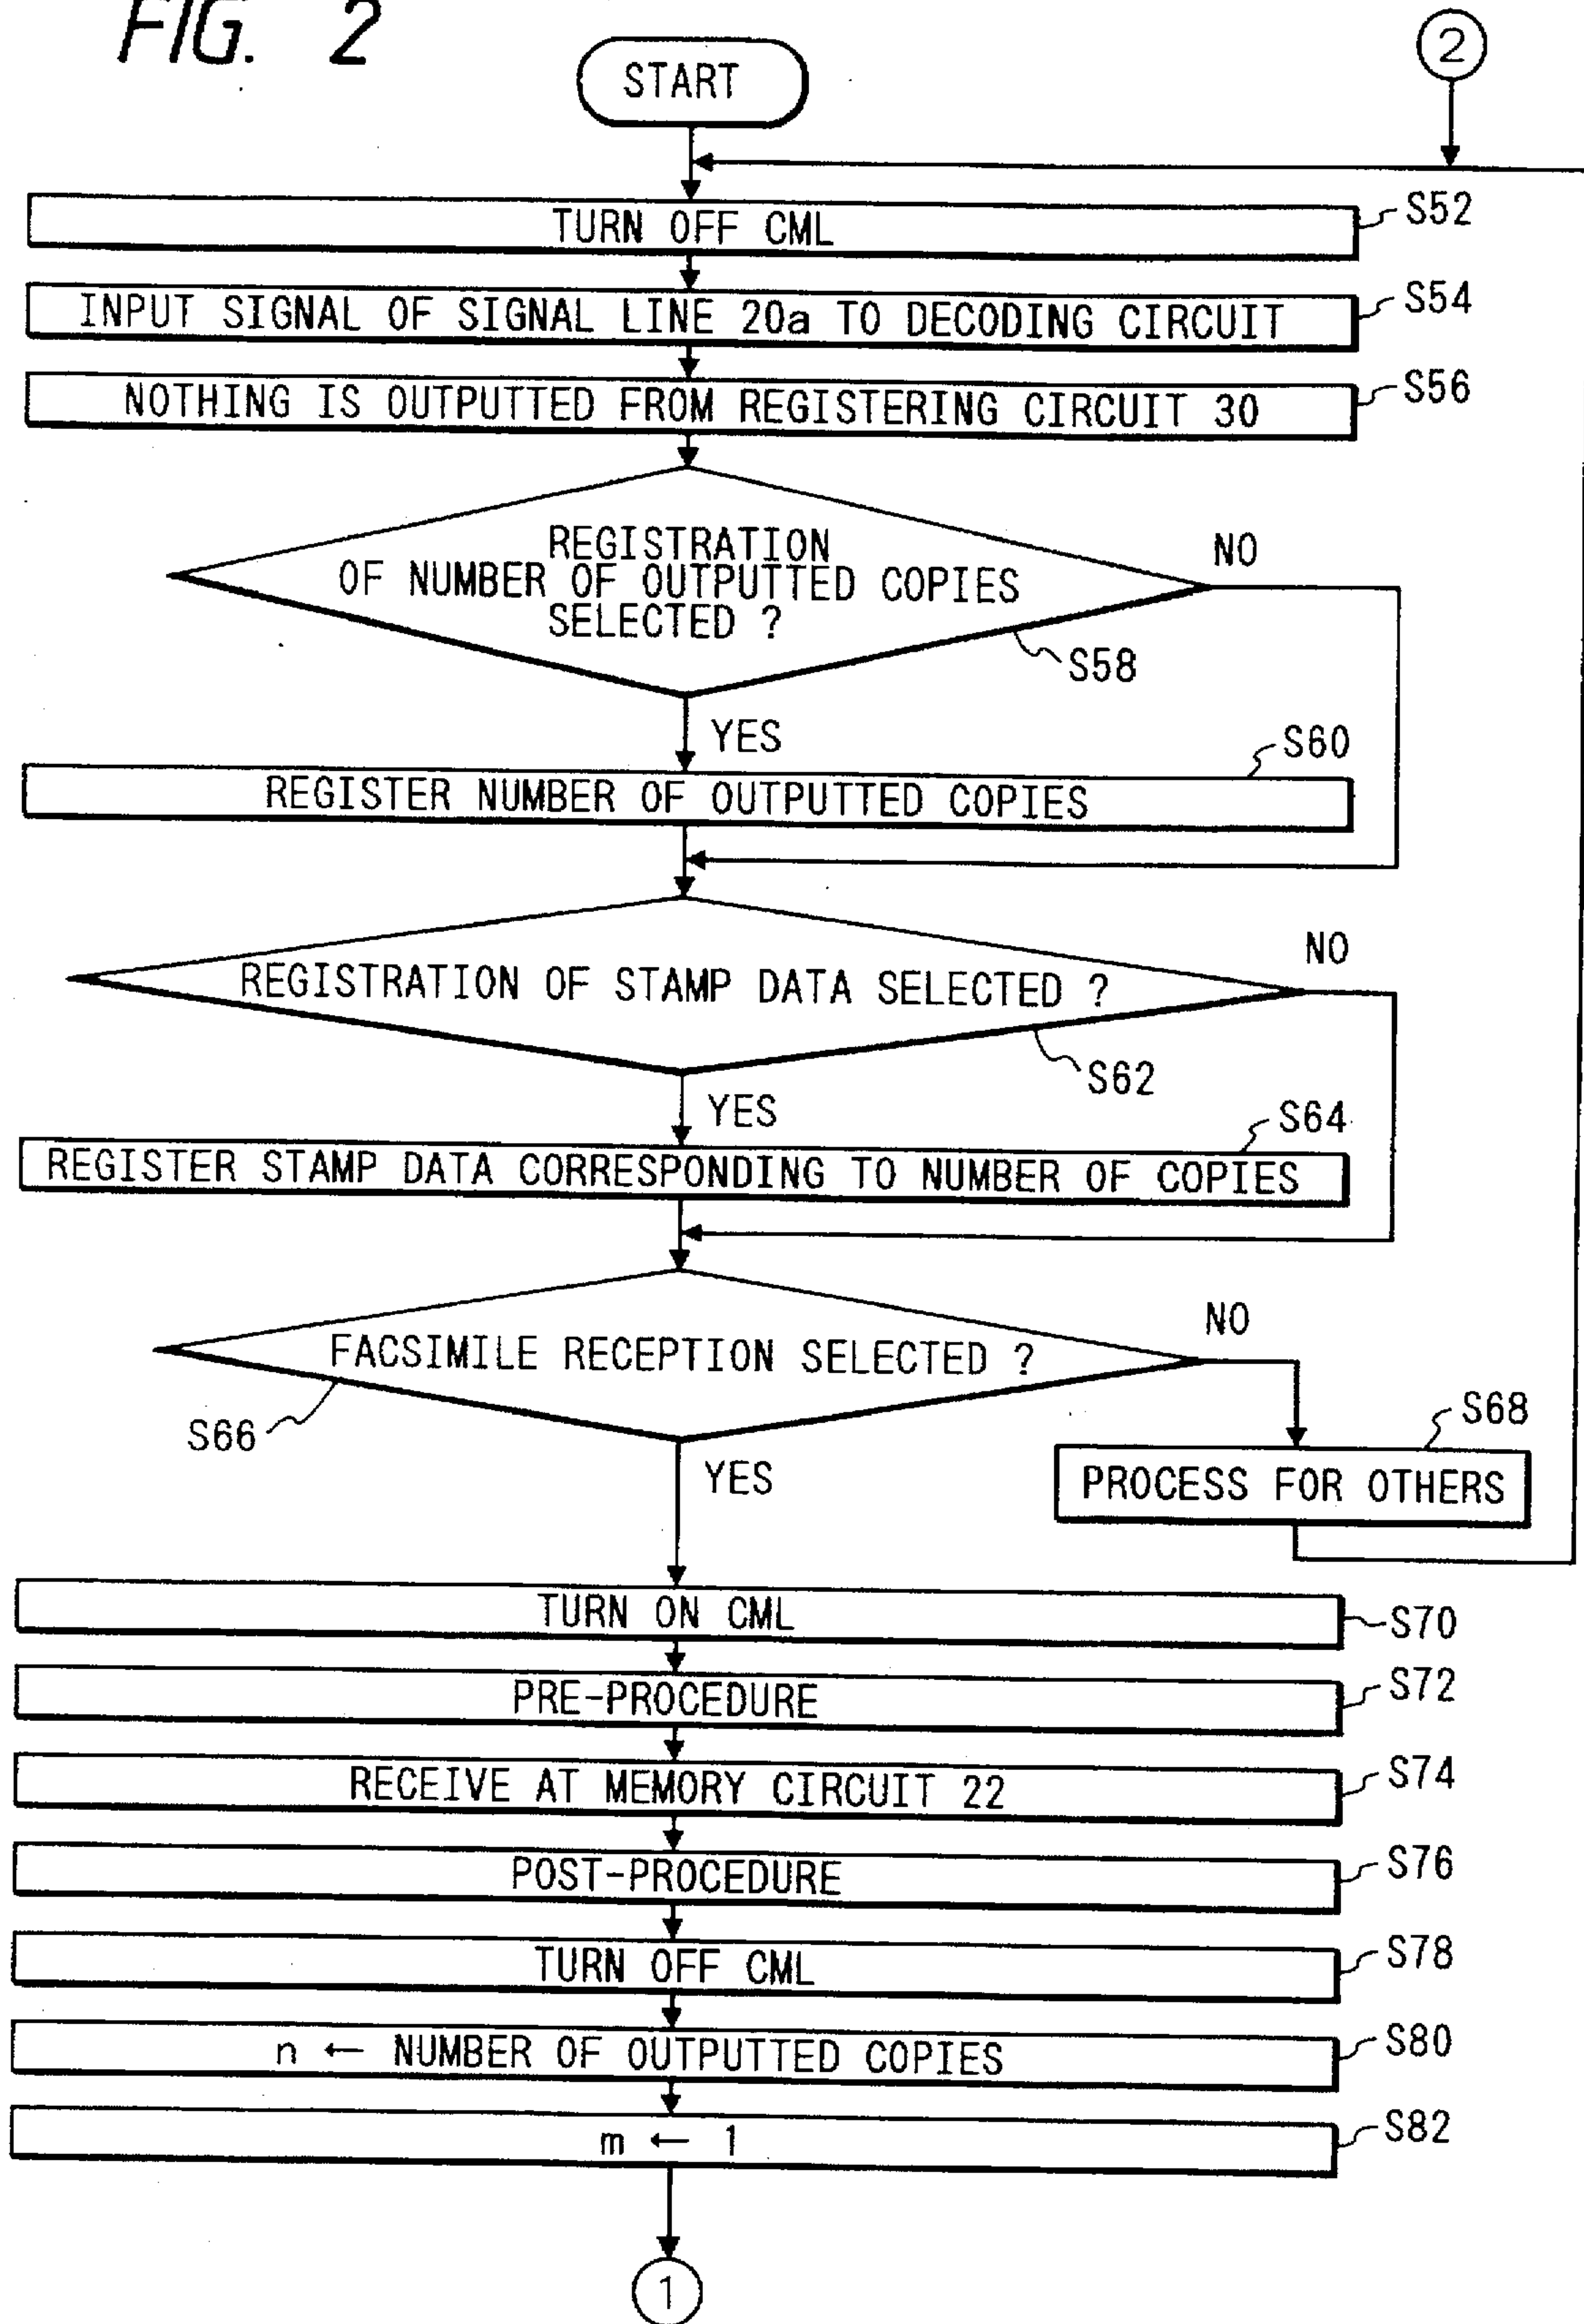 FIG. 2
2
START
TURN OFF CML
S52
INPUT SIGNAL OF SIGNAL LINE 20a TO DECODING CIRCUIT
S54
NOTHING IS OUTPUTTED FROM REGISTERING CIRCUIT 30
S56
REGISTRATION
OF NUMBER OF OUTPUTTED COPIES
SELECTED ?
NO
S58
YES
S60
REGISTER NUMBER OF OUTPUTTED COPIES
NO
REGISTRATION OF STAMP DATA SELECTED ?
S62
YES
S64
REGISTER STAMP DATA CORRESPONDING TO NUMBER OF COPIES
NO
FACSIMILE RECEPTION SELECTED ?
S66
YES
S68
PROCESS FOR OTHERS
TURN ON CML
S70
PRE-PROCEDURE
S72
RECEIVE AT MEMORY CIRCUIT 22
S74
POST-PROCEDURE
S76
TURN OFF CML
S78
n ← NUMBER OF OUTPUTTED COPIES
S80
m ← 1
S82
1